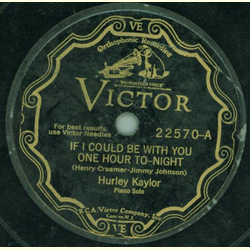 VE
Orthophonic Recording
"HIS MASTER'S VOICE"
VICTOR
For best results
use Victor Needles
22570-A
IF I COULD BE WITH YOU
ONE HOUR TO-NIGHT
(Henry Creamer-Jimmy Johnson)
Hurley Kaylor
Piano Solo
R.C.A. Victor Company, Inc.
Camden, N.J.
VE